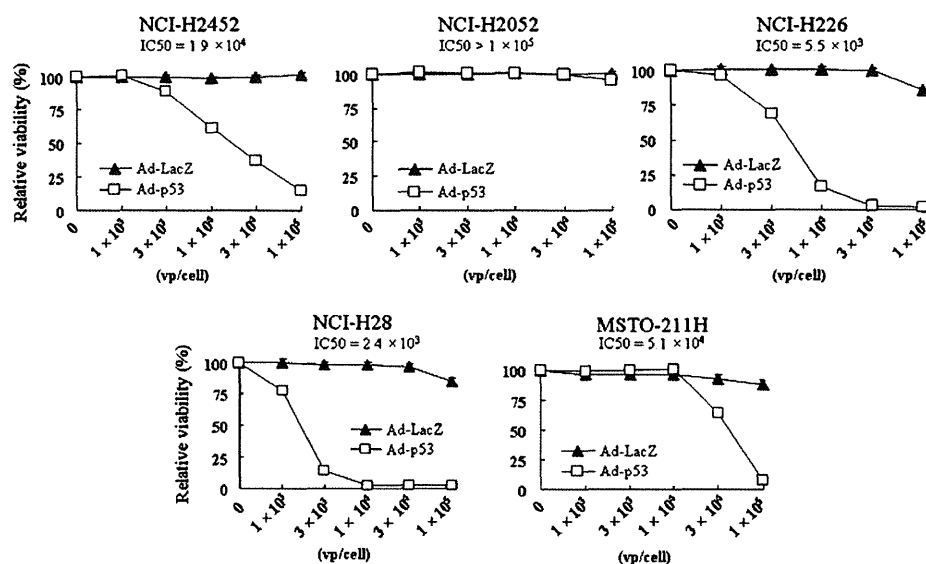 NCI-H2452
IC50 = 1.9 × 10⁴
NCI-H2052
IC50 > 1 × 10⁵
NCI-H226
IC50 = 5.5 × 10³
Relative viability (%)
100
75
50
25
0
Ad-LacZ
Ad-p53
0
1 × 10³
3 × 10³
1 × 10⁴
3 × 10⁴
1 × 10⁵
(vp/cell)
100
75
50
25
0
Ad-LacZ
Ad-p53
0
1 × 10³
3 × 10³
1 × 10⁴
3 × 10⁴
1 × 10⁵
(vp/cell)
100
75
50
25
0
Ad-LacZ
Ad-p53
0
1 × 10³
3 × 10³
1 × 10⁴
3 × 10⁴
1 × 10⁵
(vp/cell)
NCI-H28
IC50 = 2.4 × 10³
MSTO-211H
IC50 = 5.1 × 10⁴
Relative viability (%)
100
75
50
25
0
Ad-LacZ
Ad-p53
0
1 × 10³
3 × 10³
1 × 10⁴
3 × 10⁴
1 × 10⁵
(vp/cell)
100
75
50
25
0
Ad-LacZ
Ad-p53
0
1 × 10³
3 × 10³
1 × 10⁴
3 × 10⁴
1 × 10⁵
(vp/cell)